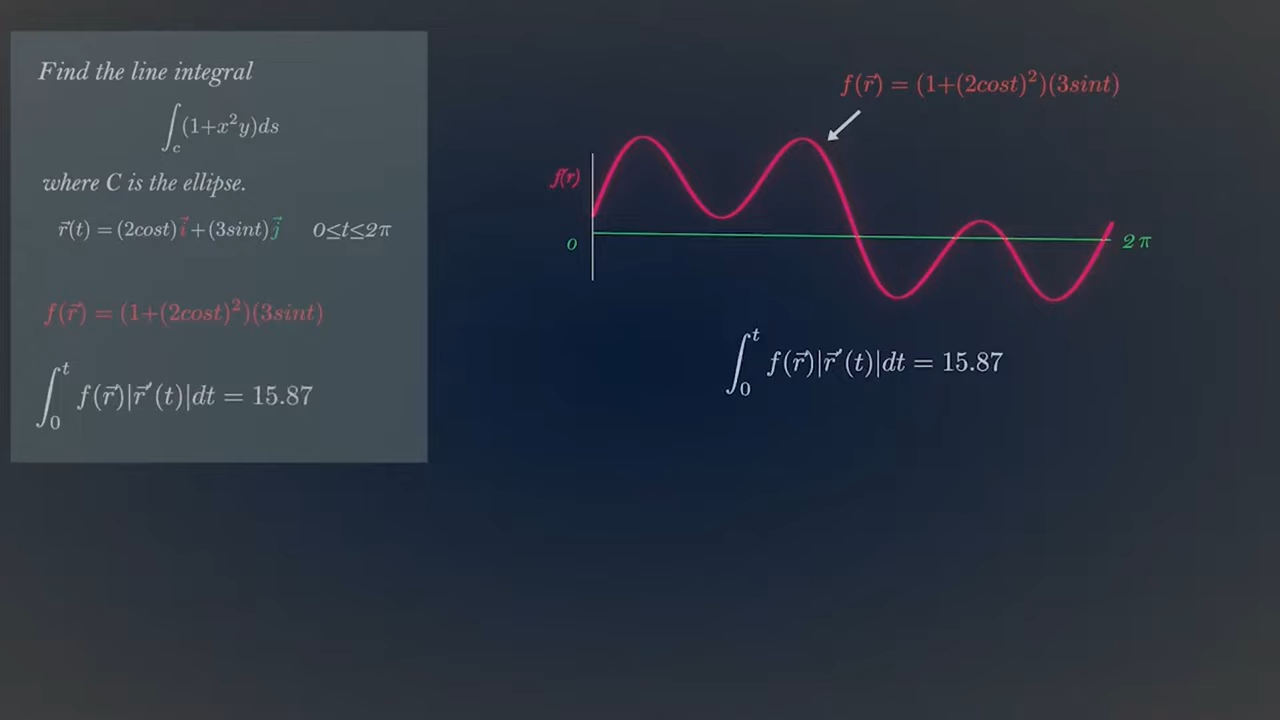 Find the line integral
∫_c (1+x²y)ds
where C is the ellipse.
r⃗(t) = (2cost)i⃗ + (3sint)j⃗ 0≤t≤2π
f(r⃗) = (1+(2cost)²)(3sint)
∫₀ᵗ f(r⃗)|r⃗′(t)|dt = 15.87
f(r⃗) = (1+(2cost)²)(3sint)
f(r)
0
2π
∫₀ᵗ f(r⃗)|r⃗′(t)|dt = 15.87